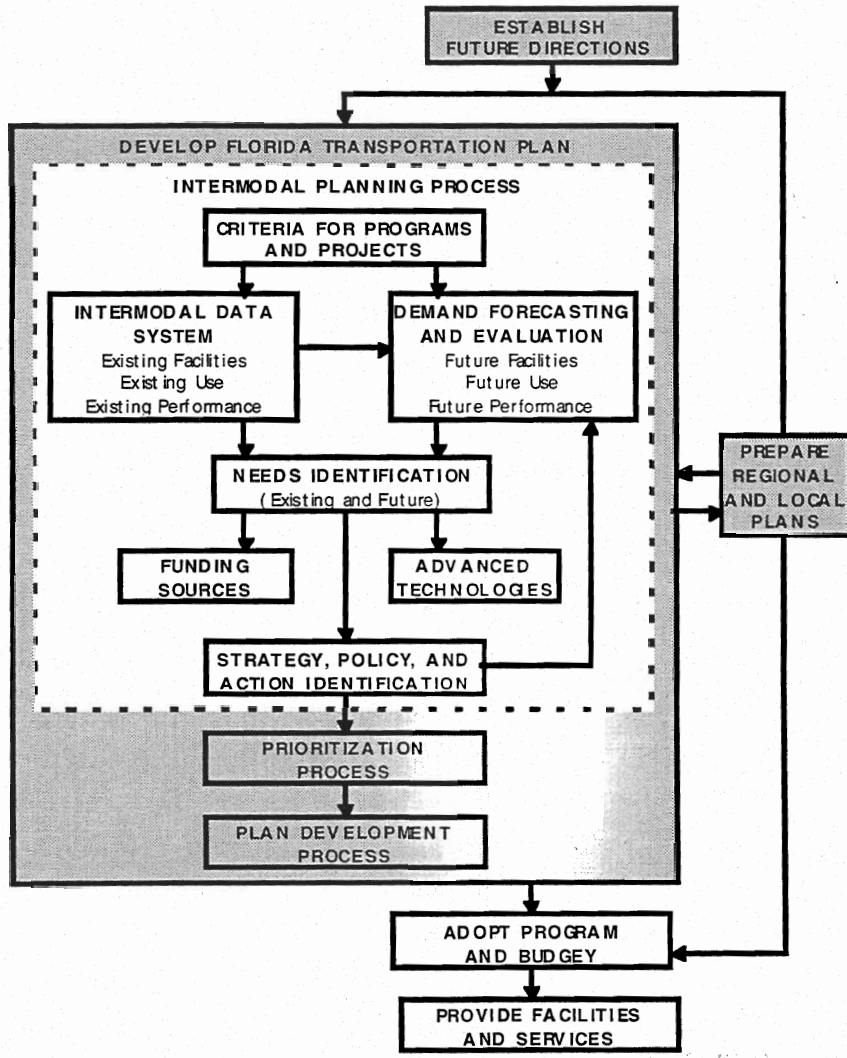 ESTABLISH
FUTURE DIRECTIONS
DEVELOP FLORIDA TRANSPORTATION PLAN
INTERMODAL PLANNING PROCESS
CRITERIA FOR PROGRAMS
AND PROJECTS
INTERMODAL DATA
SYSTEM
Existing Facilities
Existing Use
Existing Performance
DEMAND FORECASTING
AND EVALUATION
Future Facilities
Future Use
Future Performance
NEEDS IDENTIFICATION
(Existing and Future)
FUNDING
SOURCES
ADVANCED
TECHNOLOGIES
STRATEGY, POLICY, AND
ACTION IDENTIFICATION
PRIORITIZATION
PROCESS
PLAN DEVELOPMENT
PROCESS
PREPARE
REGIONAL
AND LOCAL
PLANS
ADOPT PROGRAM
AND BUDGEY
PROVIDE FACILITIES
AND SERVICES